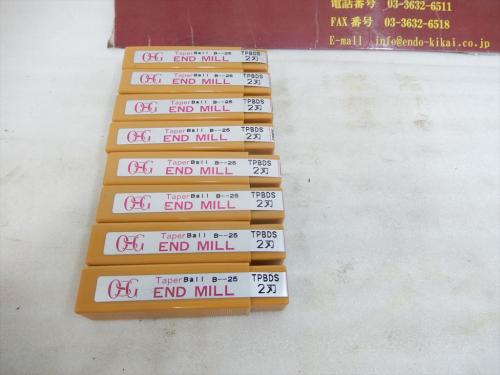 電話番号 03-3632-6511
FAX番号 03-3632-6518
E-mail info@endo-kikai.co.jp
OSG Taper Ball B--25 TPBDS
END MILL 2刃
OSG Taper Ball B--25 TPBDS
END MILL 2刃
OSG Taper Ball B--25 TPBDS
END MILL 2刃
OSG Taper Ball B--25 TPBDS
END MILL 2刃
OSG Taper Ball B--25 TPBDS
END MILL 2刃
OSG Taper Ball B--25 TPBDS
END MILL 2刃
OSG Taper Ball B--25 TPBDS
END MILL 2刃
OSG Taper Ball B--25 TPBDS
END MILL 2刃